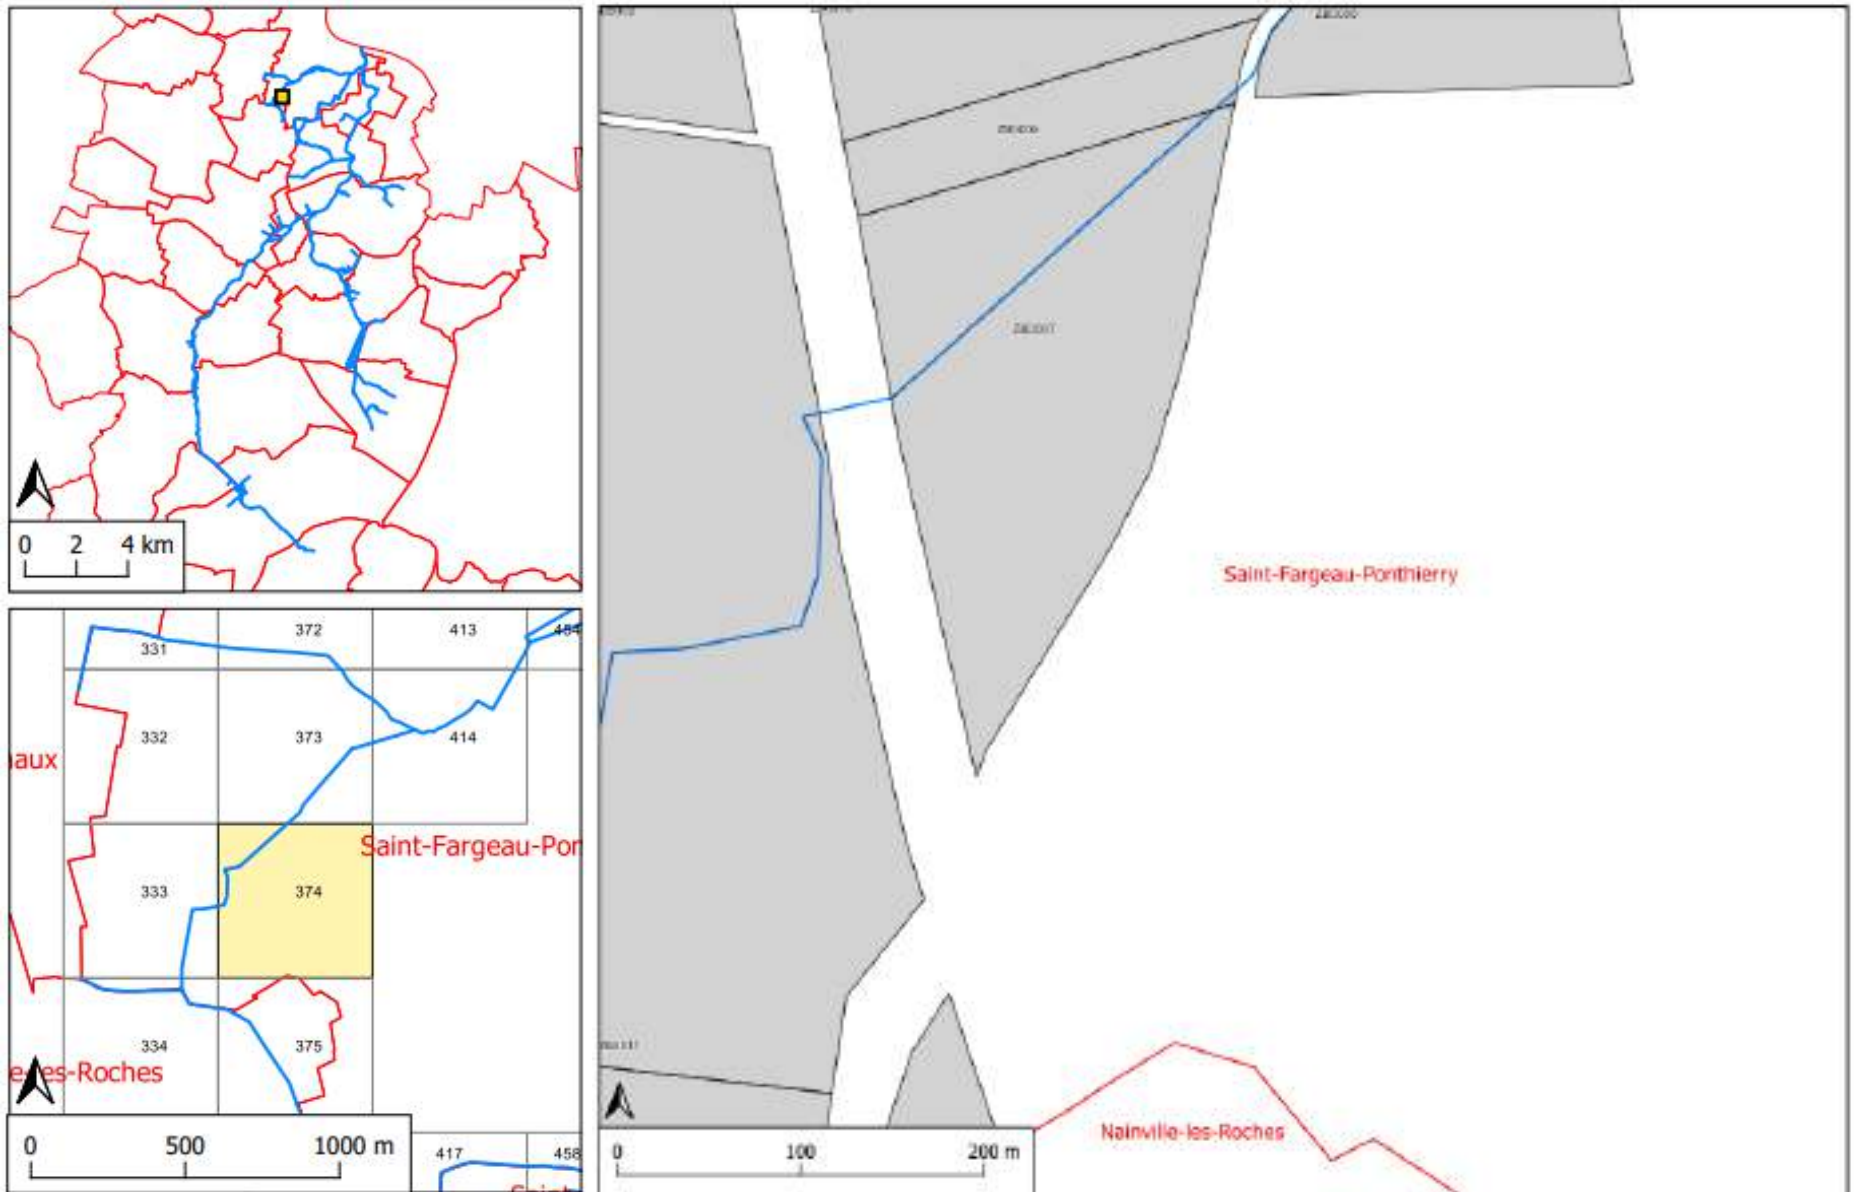 0 2 4 km
372
413
331
332
373
414
aux
Saint-Fargeau-Por
333
374
334
375
es-Roches
0 500 1000 m
417
458
Saint-Fargeau-Ponthierry
Nainville-les-Roches
0 100 200 m